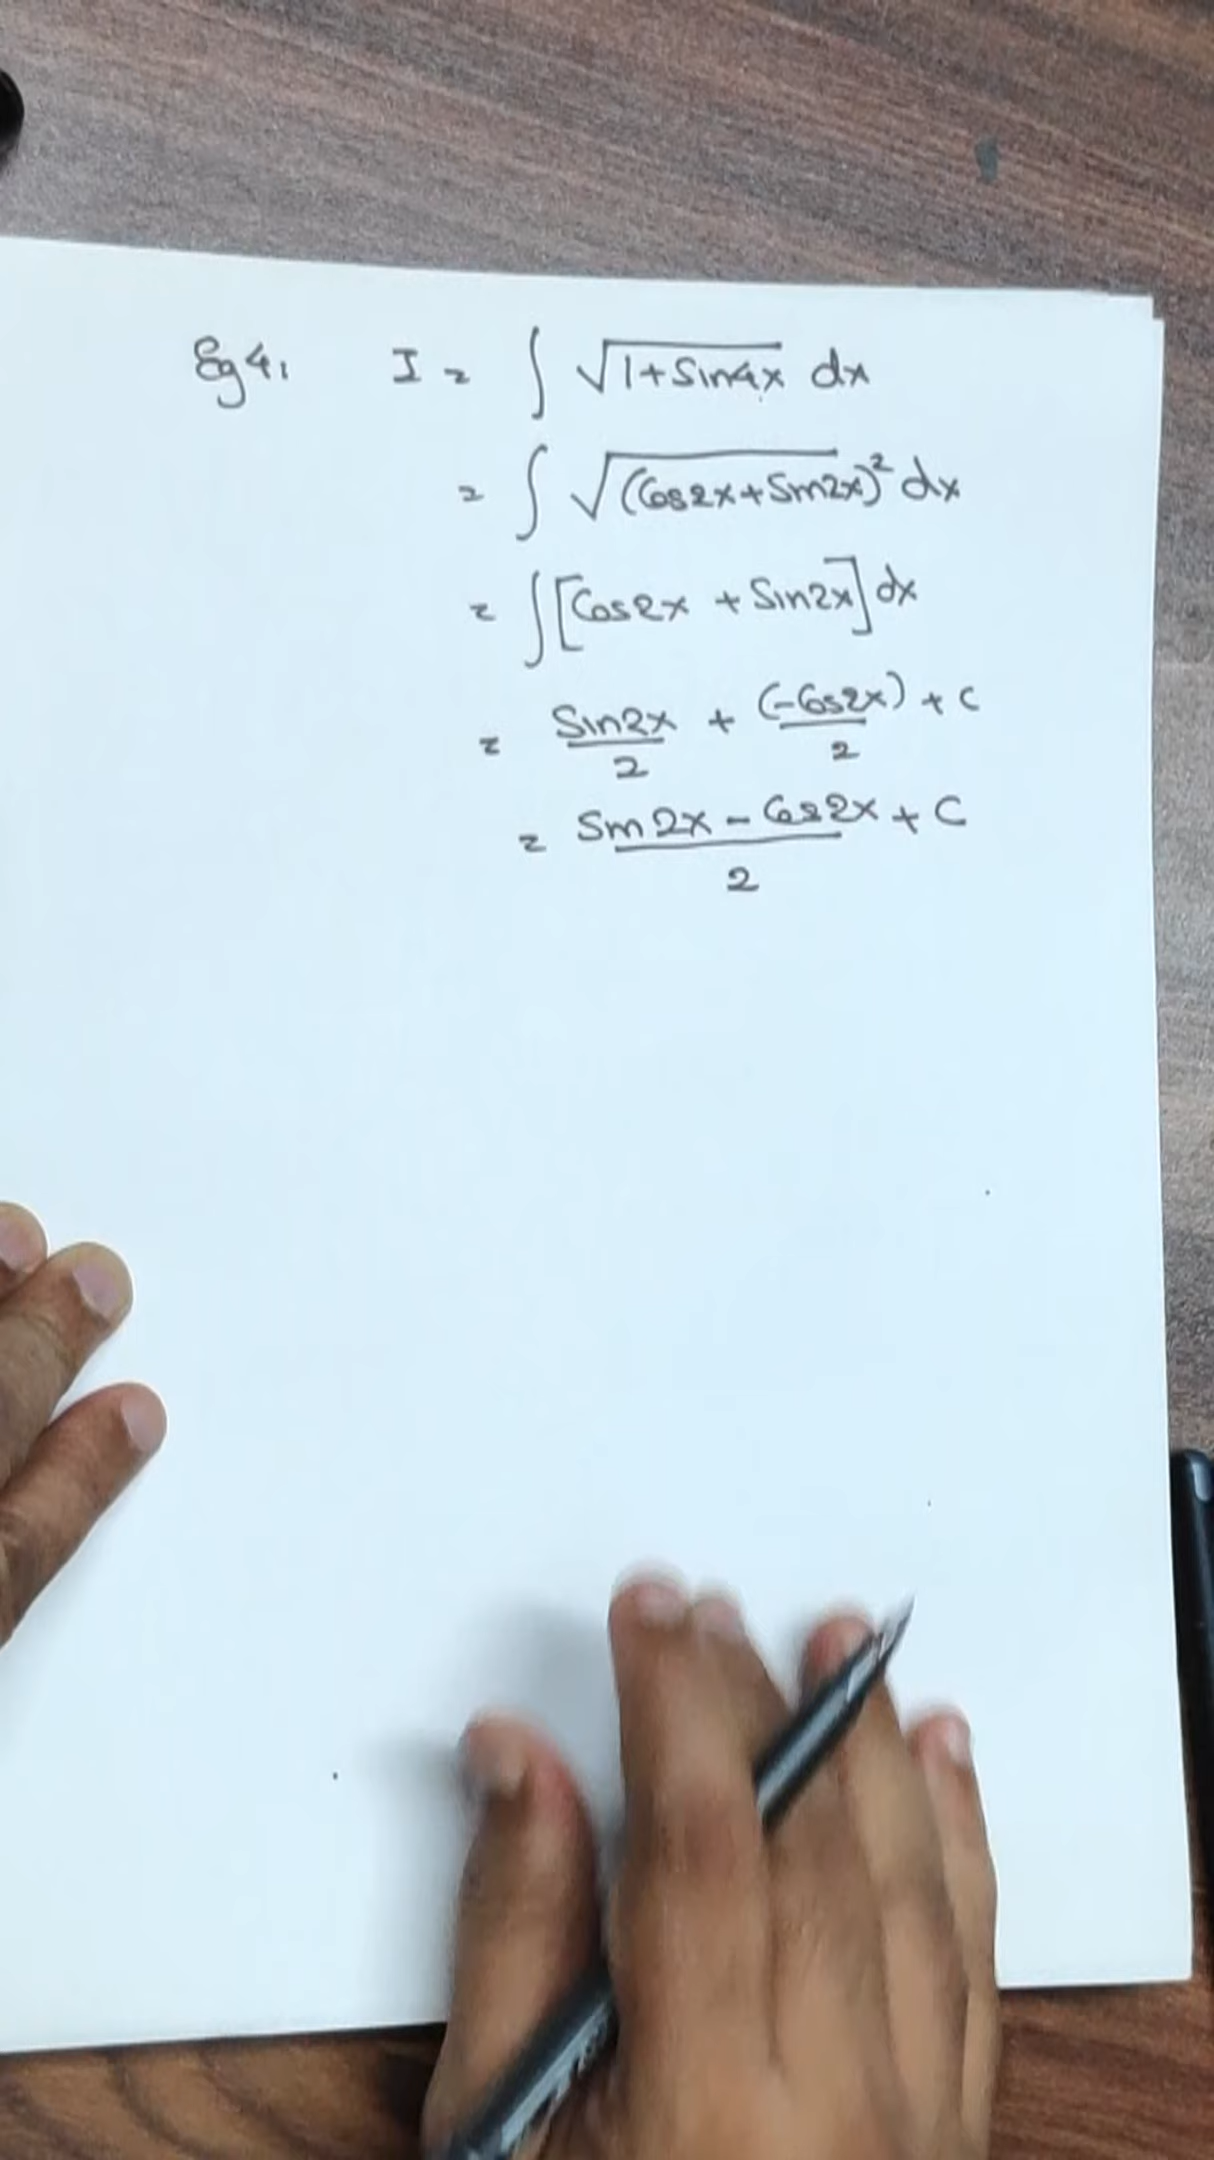 Eg 4. I = ∫ √(1+Sin4x) dx
= ∫ √(Cos2x+Sin2x)² dx
= ∫ [Cos2x + Sin2x] dx
= Sin2x/2 + (-Cos2x)/2 + C
= Sin2x - Cos2x/2 + C